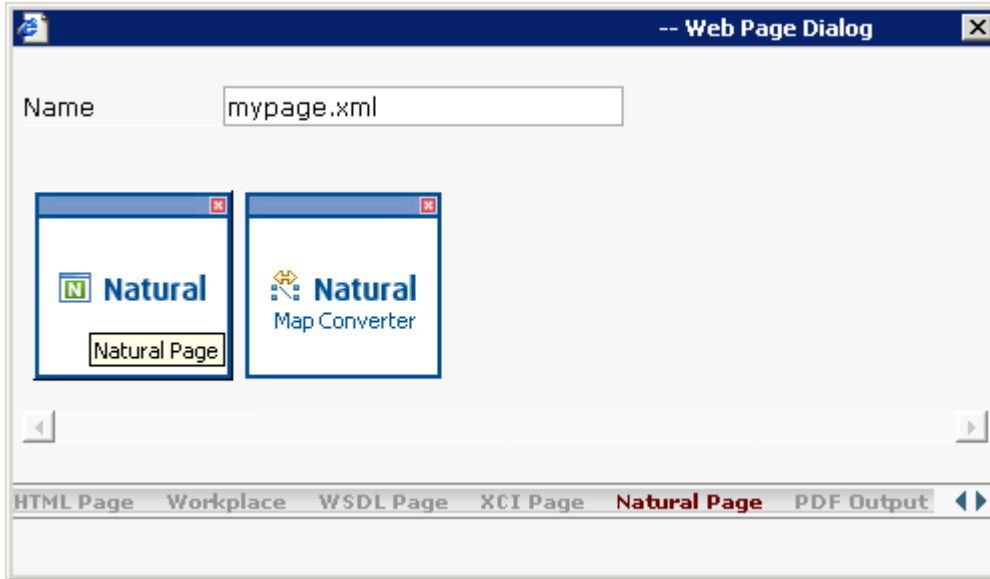 -- Web Page Dialog
Name mypage.xml
Natural Natural
Map Converter
Natural Page
HTML Page Workplace WSDL Page XCI Page Natural Page PDF Output